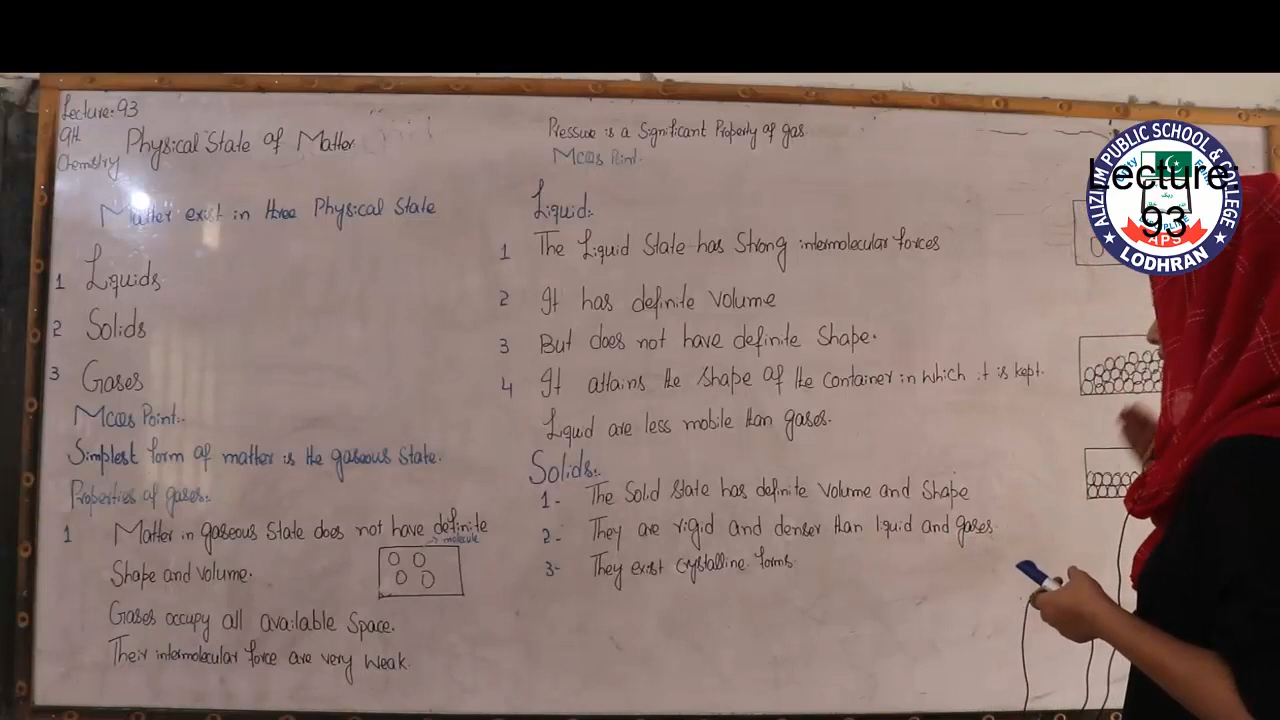 Lecture: 93
9th
Chemistry
Physical State of Matter
Matter exist in three Physical State
1 Liquids
2 Solids
3 Gases
MCQs Point:.
Simplest form of matter is the gaseous State.
Properties of gases:.
1 Matter in gaseous State does not have definite
→ molecule
Shape and Volume.
Gases occupy all available Space.
Their intermolecular force are very weak.
Pressure is a Significant Property of gas
MCQs Point.
Liquid:.
1 The Liquid State has Strong intermolecular forces
2 It has definite volume
3 But does not have definite Shape.
4 It attains the Shape of the container in which it is kept.
Liquid are less mobile than gases.
Solids:.
1- The Solid State has definite Volume and Shape
2- They are rigid and denser than liquid and gases.
3- They exist crystalline forms.
ALIZIUM PUBLIC SCHOOL & COLLEGE
LODHRAN
APS
Lecture:
93